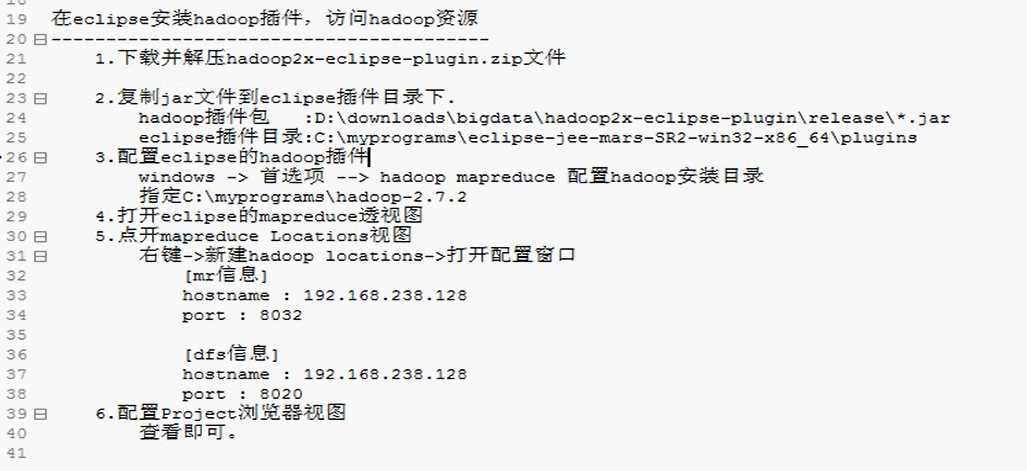 19 在eclipse安装hadoop插件，访问hadoop资源
20 ----------------------------------------
21 1.下载并解压hadoop2x-eclipse-plugin.zip文件
22
23 2.复制jar文件到eclipse插件目录下.
24 hadoop插件包   :D:\downloads\bigdata\hadoop2x-eclipse-plugin\release\*.jar
25 eclipse插件目录:C:\myprograms\eclipse-jee-mars-SR2-win32-x86_64\plugins
26 3.配置eclipse的hadoop插件
27 windows -> 首选项 --> hadoop mapreduce 配置hadoop安装目录
28 指定C:\myprograms\hadoop-2.7.2
29 4.打开eclipse的mapreduce透视图
30 5.点开mapreduce Locations视图
31 右键->新建hadoop locations->打开配置窗口
32 [mr信息]
33 hostname : 192.168.238.128
34 port : 8032
35
36 [dfs信息]
37 hostname : 192.168.238.128
38 port : 8020
39 6.配置Project浏览器视图
40 查看即可。
41